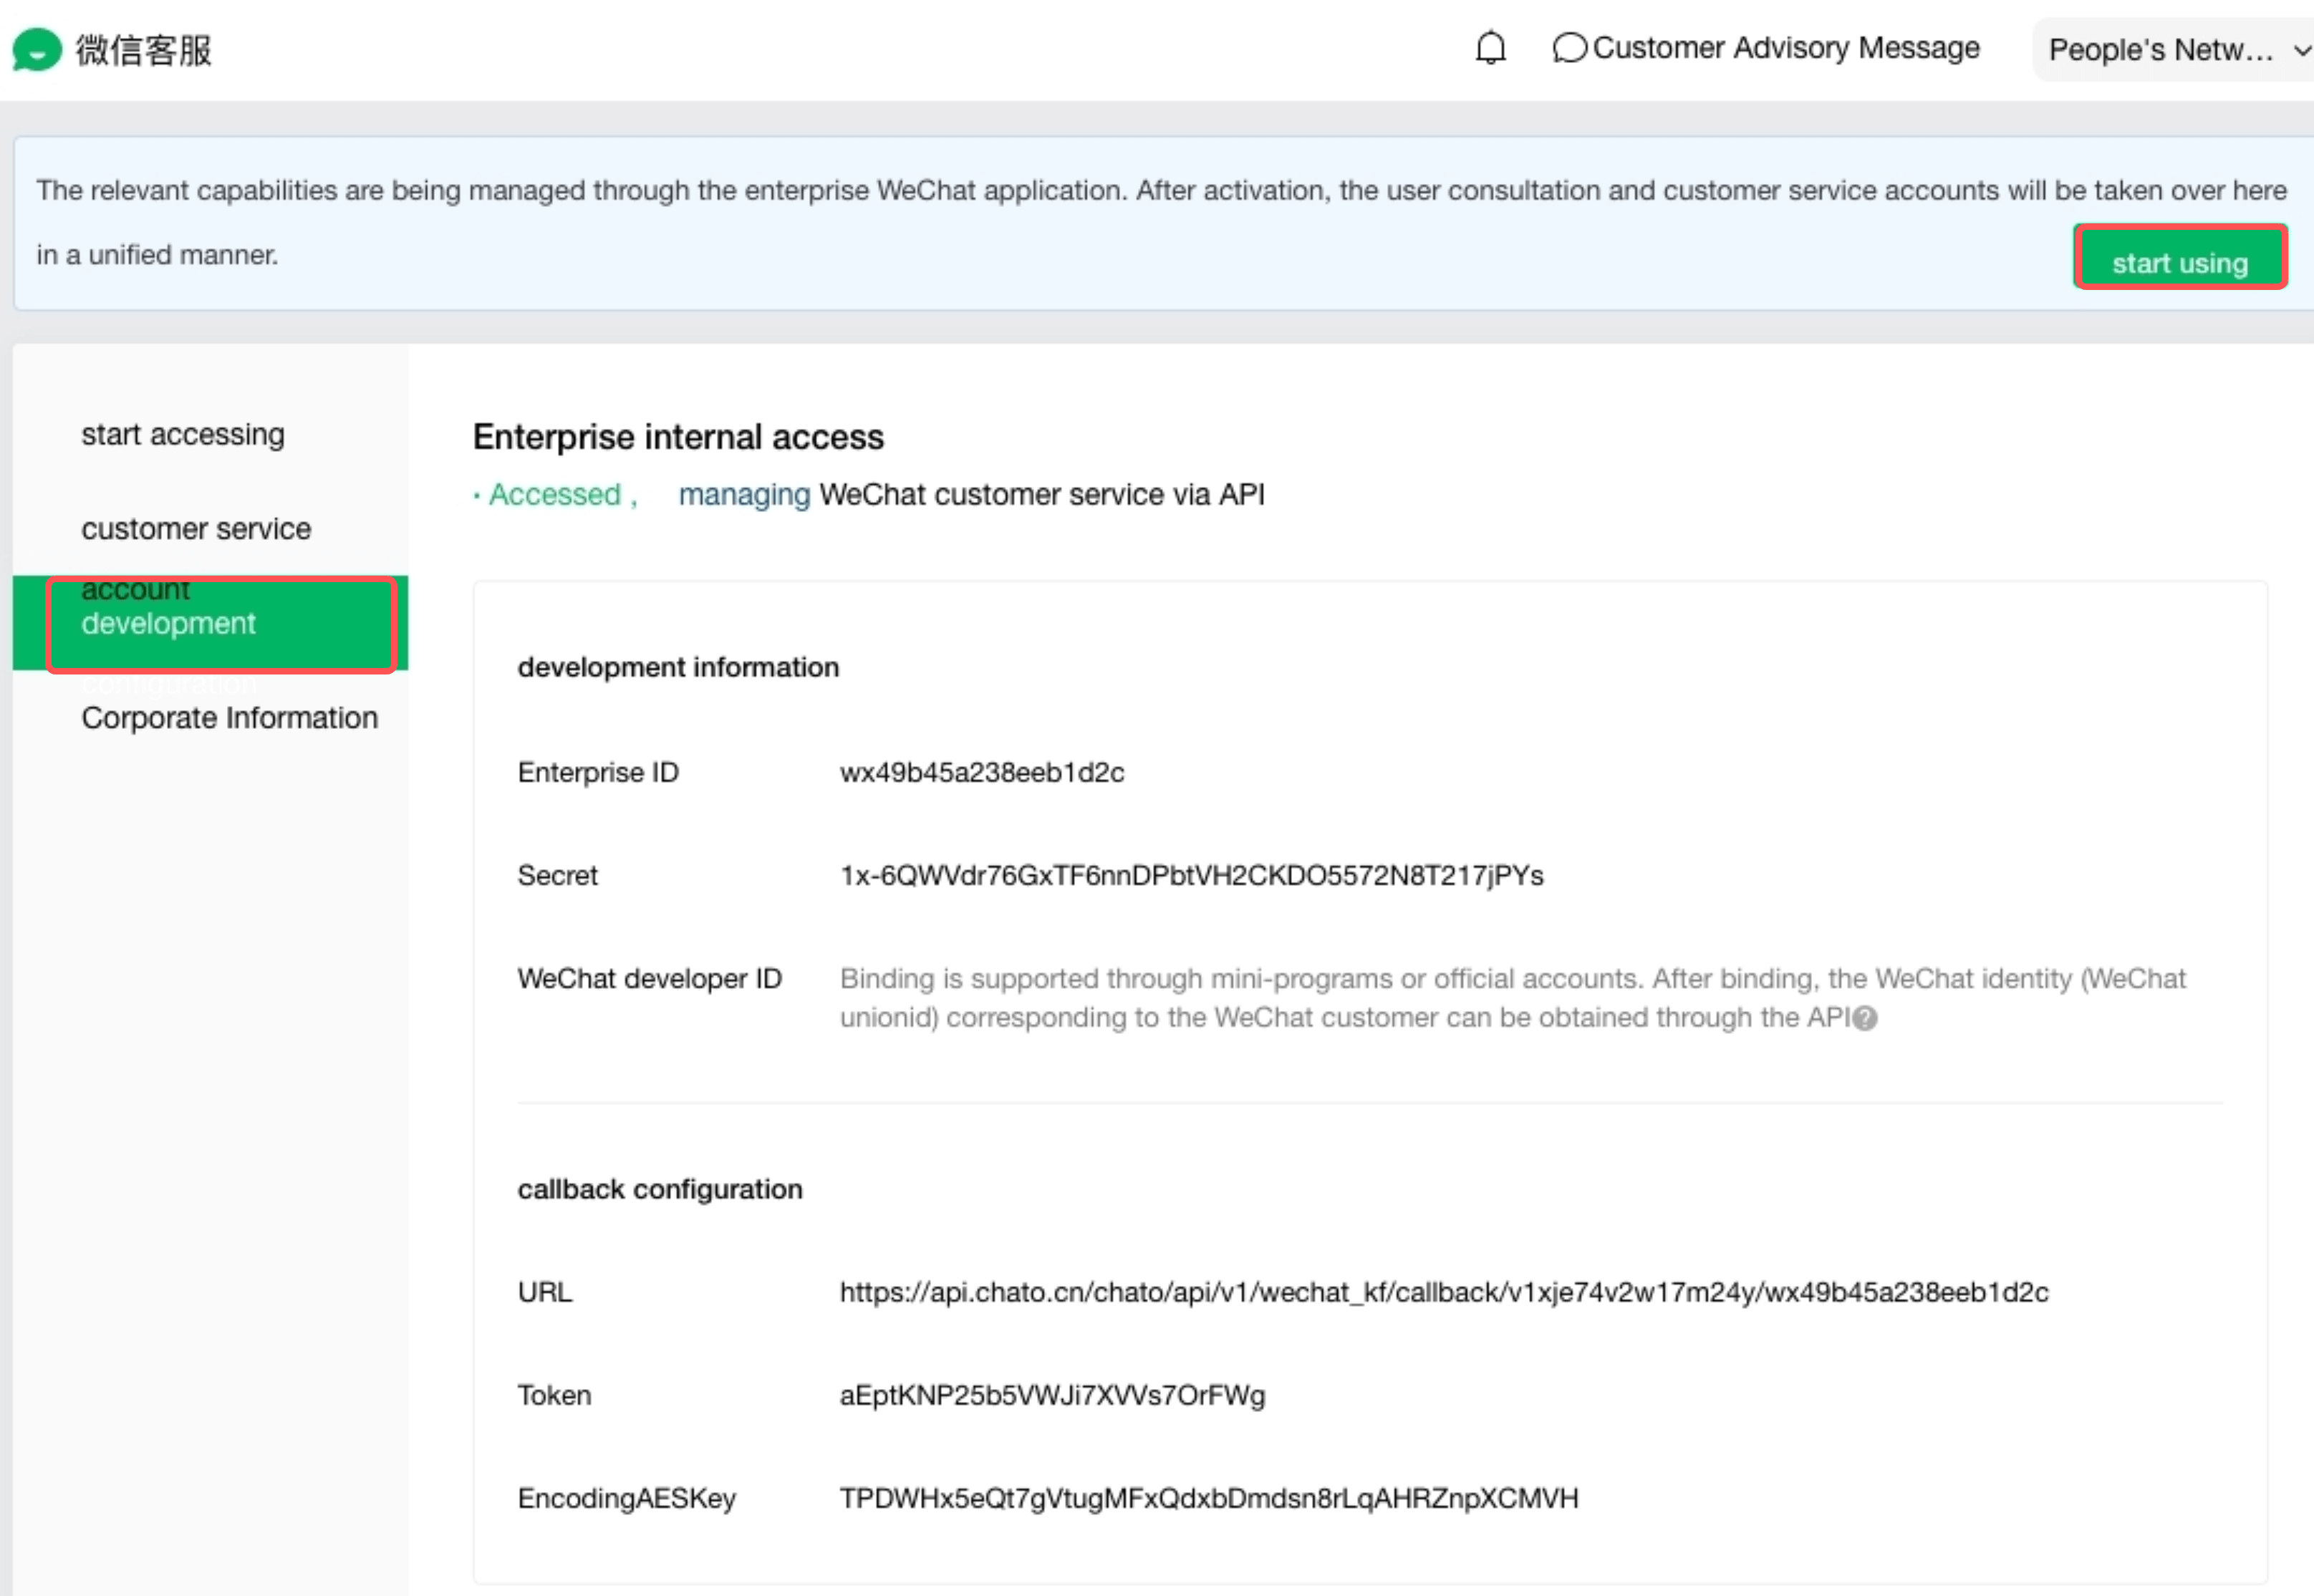 微信客服
Customer Advisory Message
People's Netw...
The relevant capabilities are being managed through the enterprise WeChat application. After activation, the user consultation and customer service accounts will be taken over here
in a unified manner.
start using
start accessing
customer service
account
development
configuration
Corporate Information
Enterprise internal access
· Accessed , managing WeChat customer service via API
development information
Enterprise ID wx49b45a238eeb1d2c
Secret 1x-6QWVdr76GxTF6nnDPbtVH2CKDO5572N8T217jPYs
WeChat developer ID Binding is supported through mini-programs or official accounts. After binding, the WeChat identity (WeChat
unionid) corresponding to the WeChat customer can be obtained through the API
callback configuration
URL https://api.chato.cn/chato/api/v1/wechat_kf/callback/v1xje74v2w17m24y/wx49b45a238eeb1d2c
Token aEptKNP25b5VWJi7XVVs7OrFWg
EncodingAESKey TPDWHx5eQt7gVtugMFxQdxbDmdsn8rLqAHRZnpXCMVH